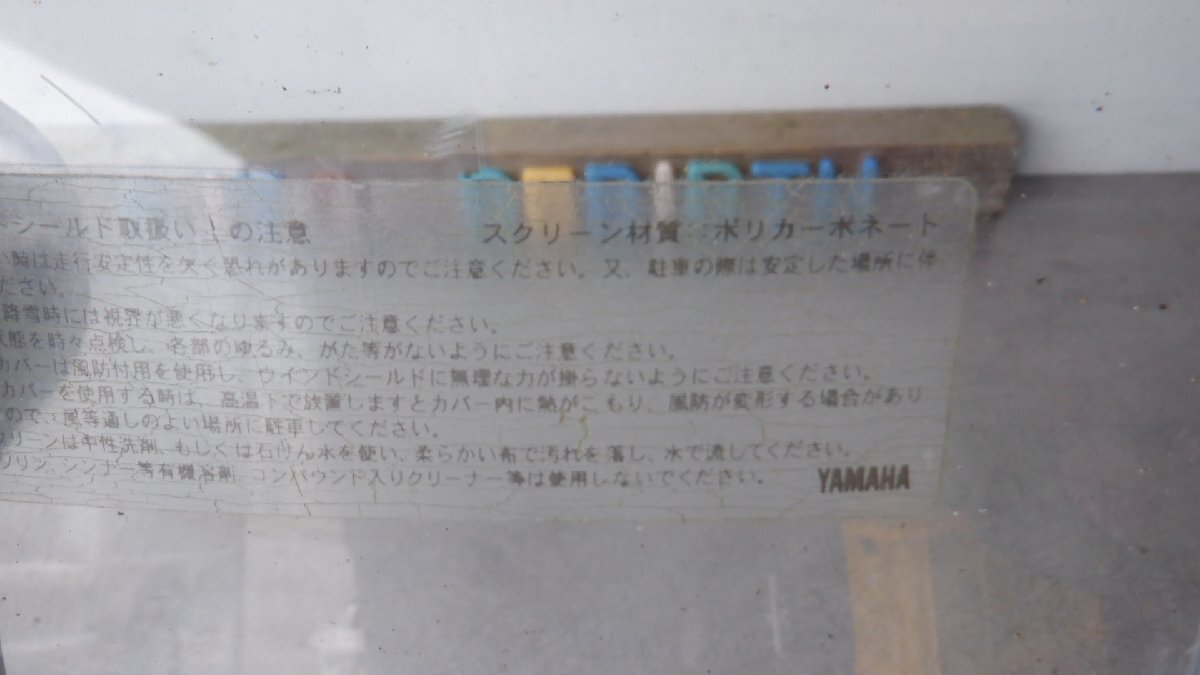 シールド取扱い上の注意 スクリーン材質：ポリカーボネート
い時は走行安定性を欠く恐れがありますのでご注意ください。又、駐車の際は安定した場所に停
ださい。
降雪時には視界が悪くなりますのでご注意ください。
状態を時々点検し、各部のゆるみ、がた等がないようにご注意ください。
カバーは風防付用を使用し、ウインドシールドに無理な力が掛らないようにご注意ください。
カバーを使用する時は、高温下で放置しますとカバー内に熱がこもり、風防が変形する場合があり
ので、風等通しのよい場所に駐車してください。
クリーンは中性洗剤、もしくは石けん水を使い、柔らかい布で汚れを落し、水で流してください。
ソリン、シンナー等有機溶剤、コンパウンド入りクリーナー等は使用しないでください。
YAMAHA